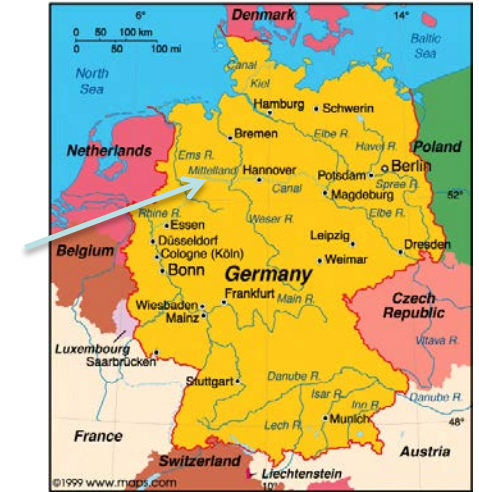 6°
Denmark
14°
0 50 100 km
0 50 100 mi
Baltic
Sea
North
Sea
Canal
Kiel
Hamburg
Schwerin
Bremen
Elbe R.
Netherlands
Ems R.
Havel R.
Poland
Berlin
Mittelland
Hannover
Potsdam
Canal
Spree R.
Magdeburg
52°
Rhine R.
Weser R.
Elbe R.
Essen
Düsseldorf
Leipzig
Dresden
Belgium
Cologne (Köln)
Weimar
Bonn
Germany
Frankfurt
Main R.
Wiesbaden
Mainz
Czech
Republic
Luxembourg
Saarbrücken
Vltava R.
Stuttgart
Danube R.
Isar R.
Inn R.
Danube R.
Lech R.
Munich
48°
France
Austria
Switzerland
Liechtenstein
©1999 www.maps.com
10°